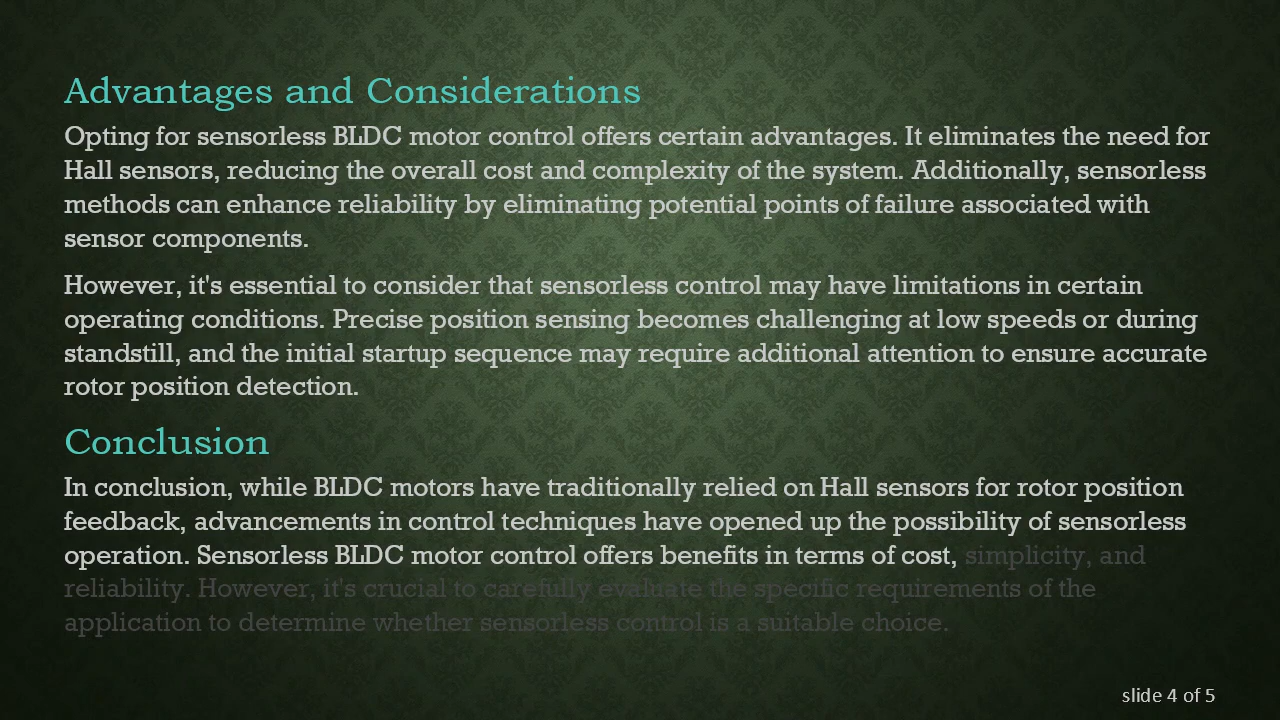 Advantages and Considerations
Opting for sensorless BLDC motor control offers certain advantages. It eliminates the need for
Hall sensors, reducing the overall cost and complexity of the system. Additionally, sensorless
methods can enhance reliability by eliminating potential points of failure associated with
sensor components.
However, it's essential to consider that sensorless control may have limitations in certain
operating conditions. Precise position sensing becomes challenging at low speeds or during
standstill, and the initial startup sequence may require additional attention to ensure accurate
rotor position detection.
Conclusion
In conclusion, while BLDC motors have traditionally relied on Hall sensors for rotor position
feedback, advancements in control techniques have opened up the possibility of sensorless
operation. Sensorless BLDC motor control offers benefits in terms of cost, simplicity, and
reliability. However, it's crucial to carefully evaluate the specific requirements of the
application to determine whether sensorless control is a suitable choice.
slide 4 of 5